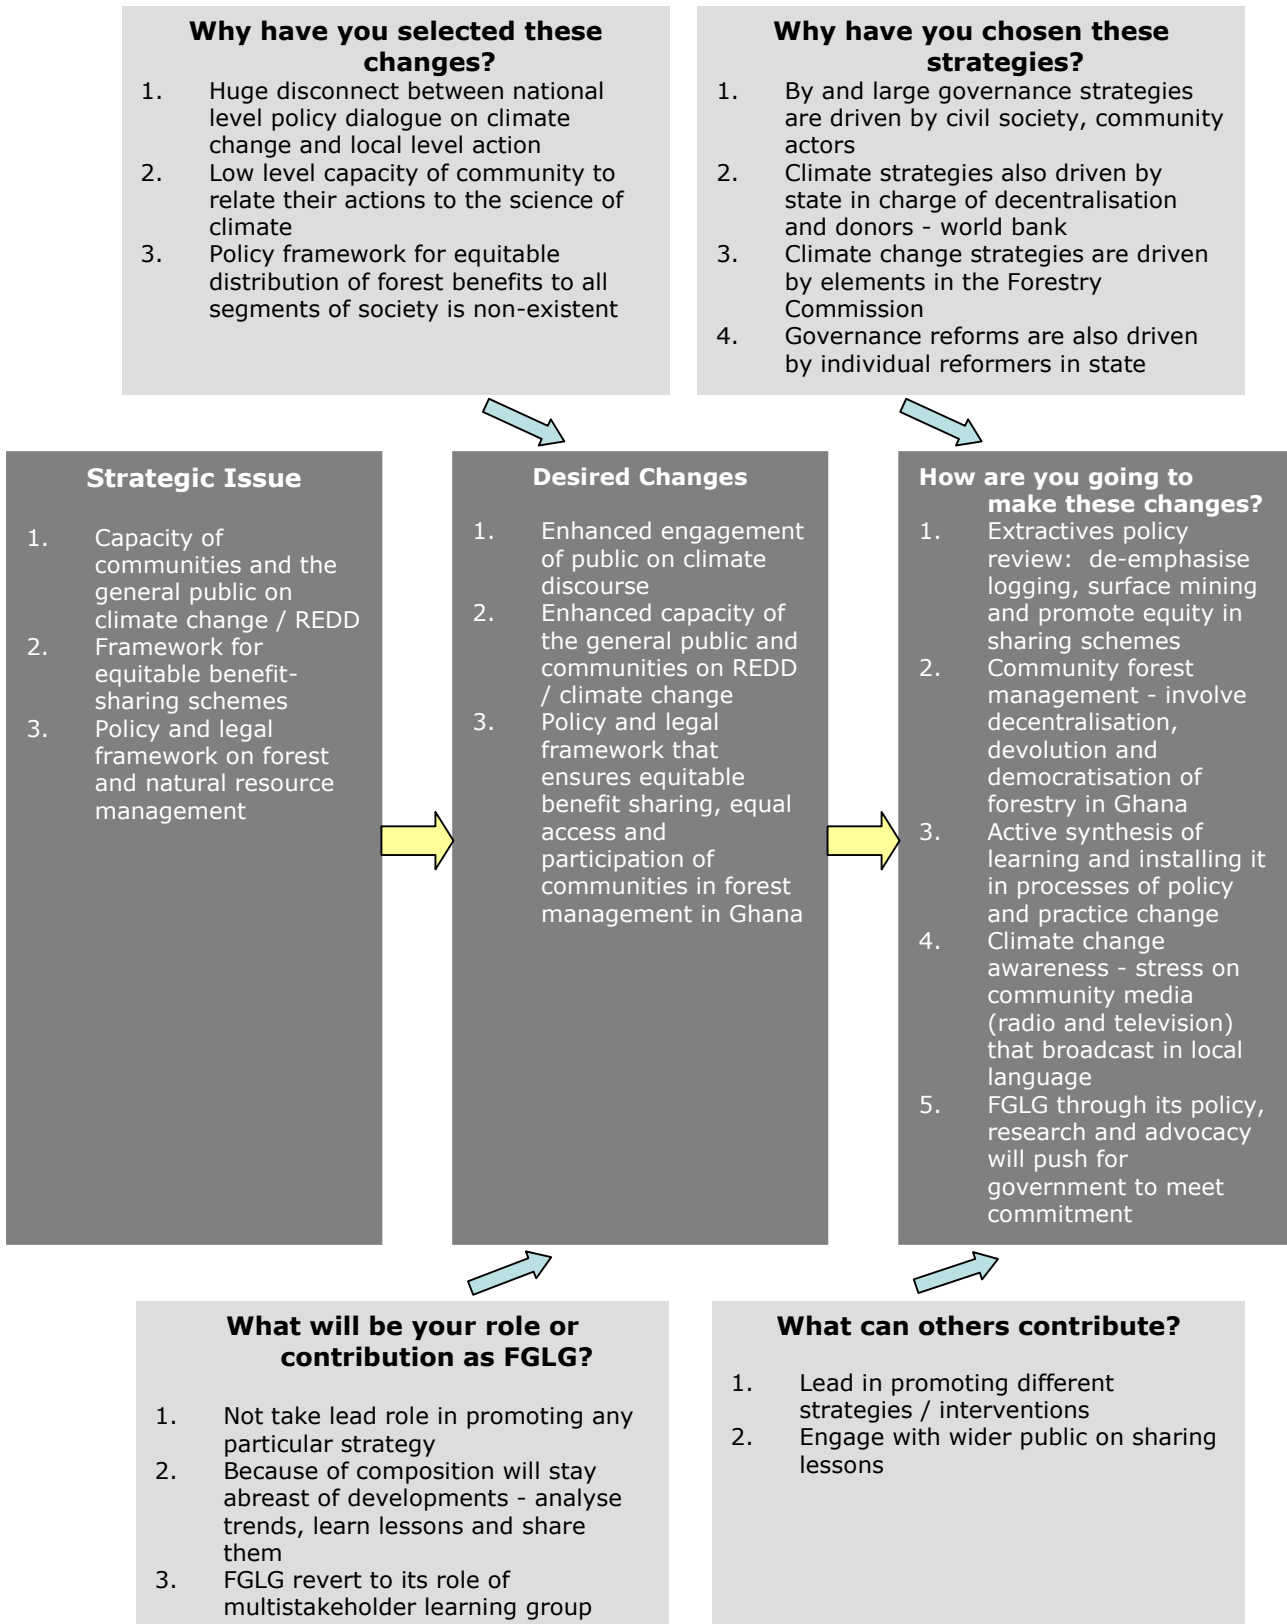 Why have you selected these
changes?
1. Huge disconnect between national
level policy dialogue on climate
change and local level action
2. Low level capacity of community to
relate their actions to the science of
climate
3. Policy framework for equitable
distribution of forest benefits to all
segments of society is non-existent
Why have you chosen these
strategies?
1. By and large governance strategies
are driven by civil society, community
actors
2. Climate strategies also driven by
state in charge of decentralisation
and donors - world bank
3. Climate change strategies are driven
by elements in the Forestry
Commission
4. Governance reforms are also driven
by individual reformers in state
Strategic Issue
1. Capacity of
communities and the
general public on
climate change / REDD
2. Framework for
equitable benefit-
sharing schemes
3. Policy and legal
framework on forest
and natural resource
management
Desired Changes
1. Enhanced engagement
of public on climate
discourse
2. Enhanced capacity of
the general public and
communities on REDD
/ climate change
3. Policy and legal
framework that
ensures equitable
benefit sharing, equal
access and
participation of
communities in forest
management in Ghana
How are you going to
make these changes?
1. Extractives policy
review: de-emphasise
logging, surface mining
and promote equity in
sharing schemes
2. Community forest
management - involve
decentralisation,
devolution and
democratisation of
forestry in Ghana
3. Active synthesis of
learning and installing it
in processes of policy
and practice change
4. Climate change
awareness - stress on
community media
(radio and television)
that broadcast in local
language
5. FGLG through its policy,
research and advocacy
will push for
government to meet
commitment
What will be your role or
contribution as FGLG?
1. Not take lead role in promoting any
particular strategy
2. Because of composition will stay
abreast of developments - analyse
trends, learn lessons and share
them
3. FGLG revert to its role of
multistakeholder learning group
What can others contribute?
1. Lead in promoting different
strategies / interventions
2. Engage with wider public on sharing
lessons